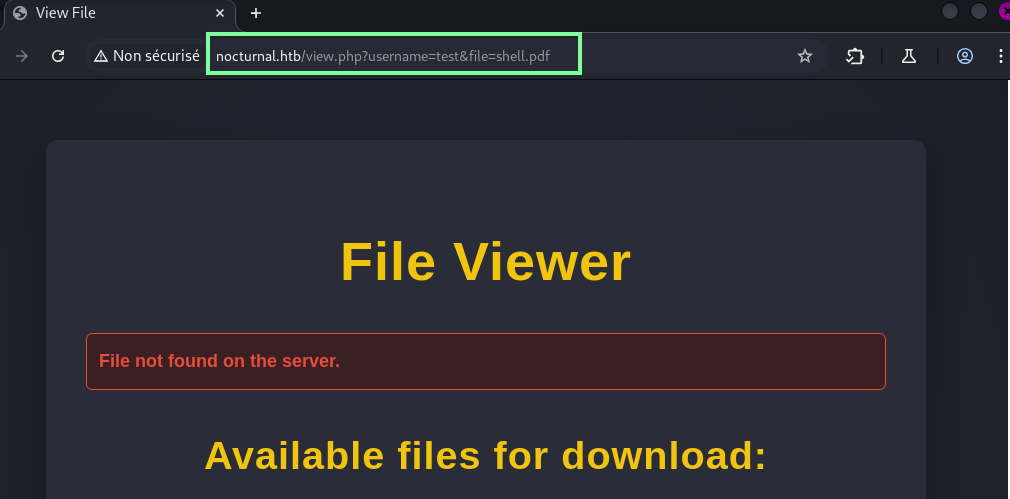 View File
Non sécurisé nocturnal.htb/view.php?username=test&file=shell.pdf
File Viewer
File not found on the server.
Available files for download: